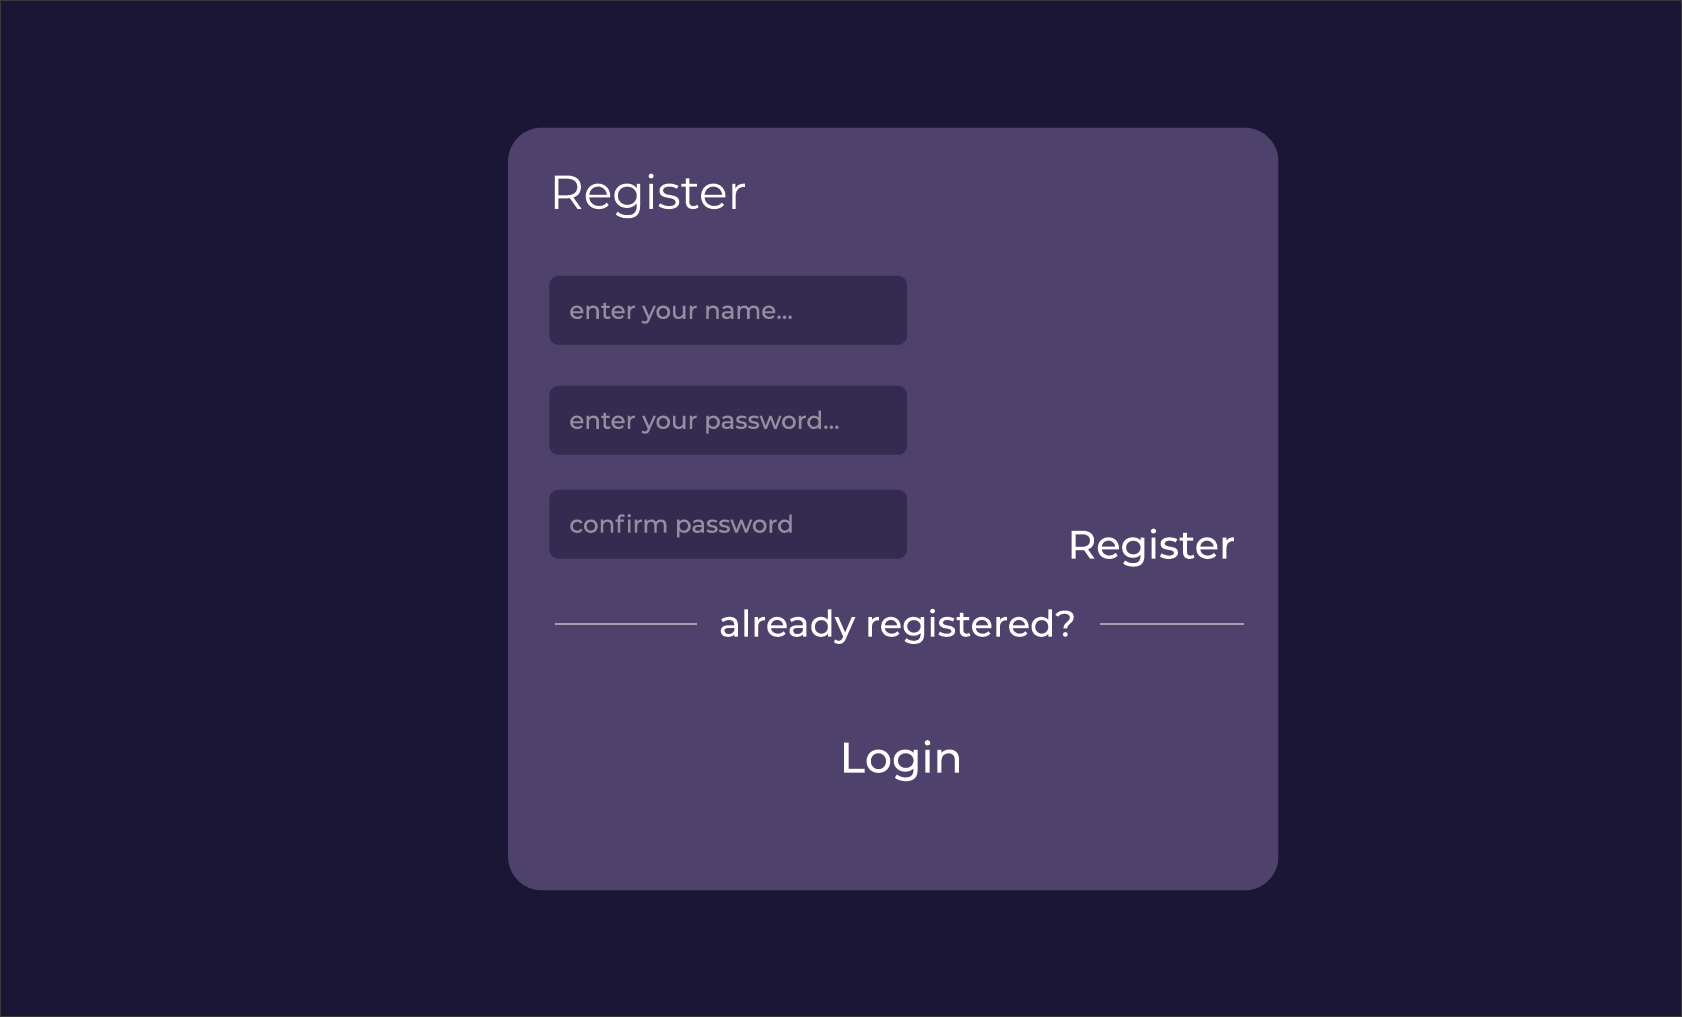 Register
enter your name...
enter your password...
confirm password
Register
already registered?
Login